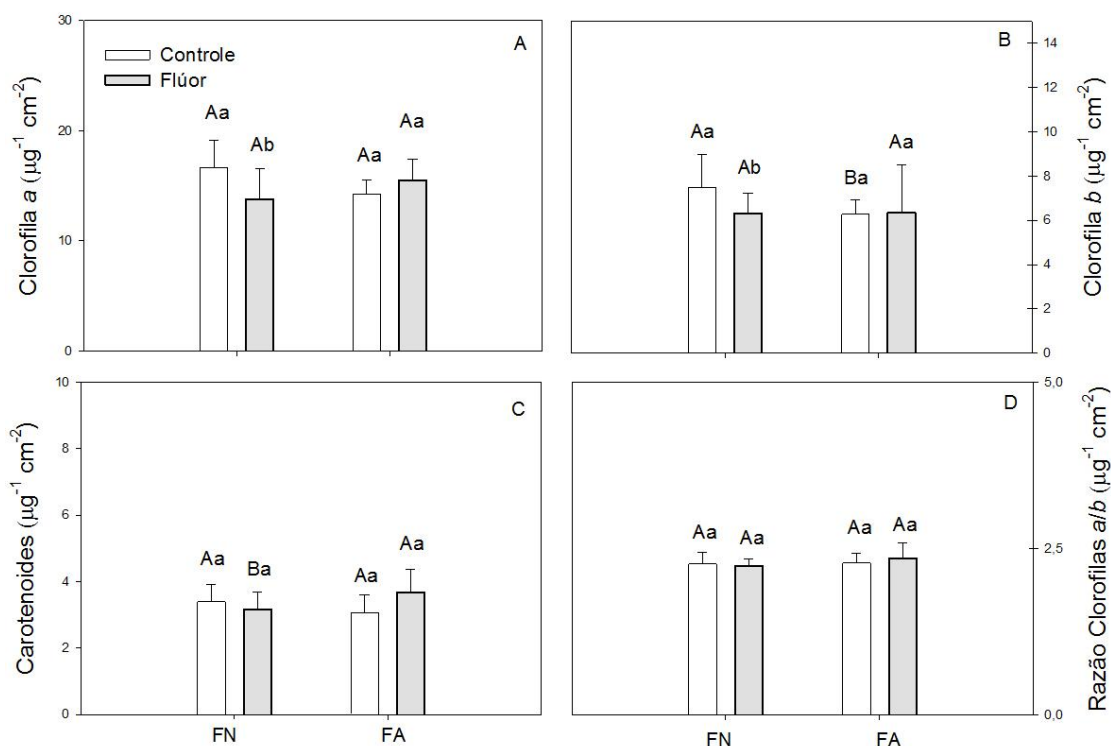 A
Controle
Flúor
30
20
10
0
Clorofila a (μg⁻¹ cm⁻²)
Aa
Ab
Aa
Aa
B
14
12
10
8
6
4
2
0
Clorofila b (μg⁻¹ cm⁻²)
Aa
Ab
Ba
Aa
C
10
8
6
4
2
0
Carotenoides (μg⁻¹ cm⁻²)
Aa
Ba
Aa
Aa
FN
FA
D
5,0
2,5
0,0
Razão Clorofilas a/b (μg⁻¹ cm⁻²)
Aa
Aa
Aa
Aa
FN
FA